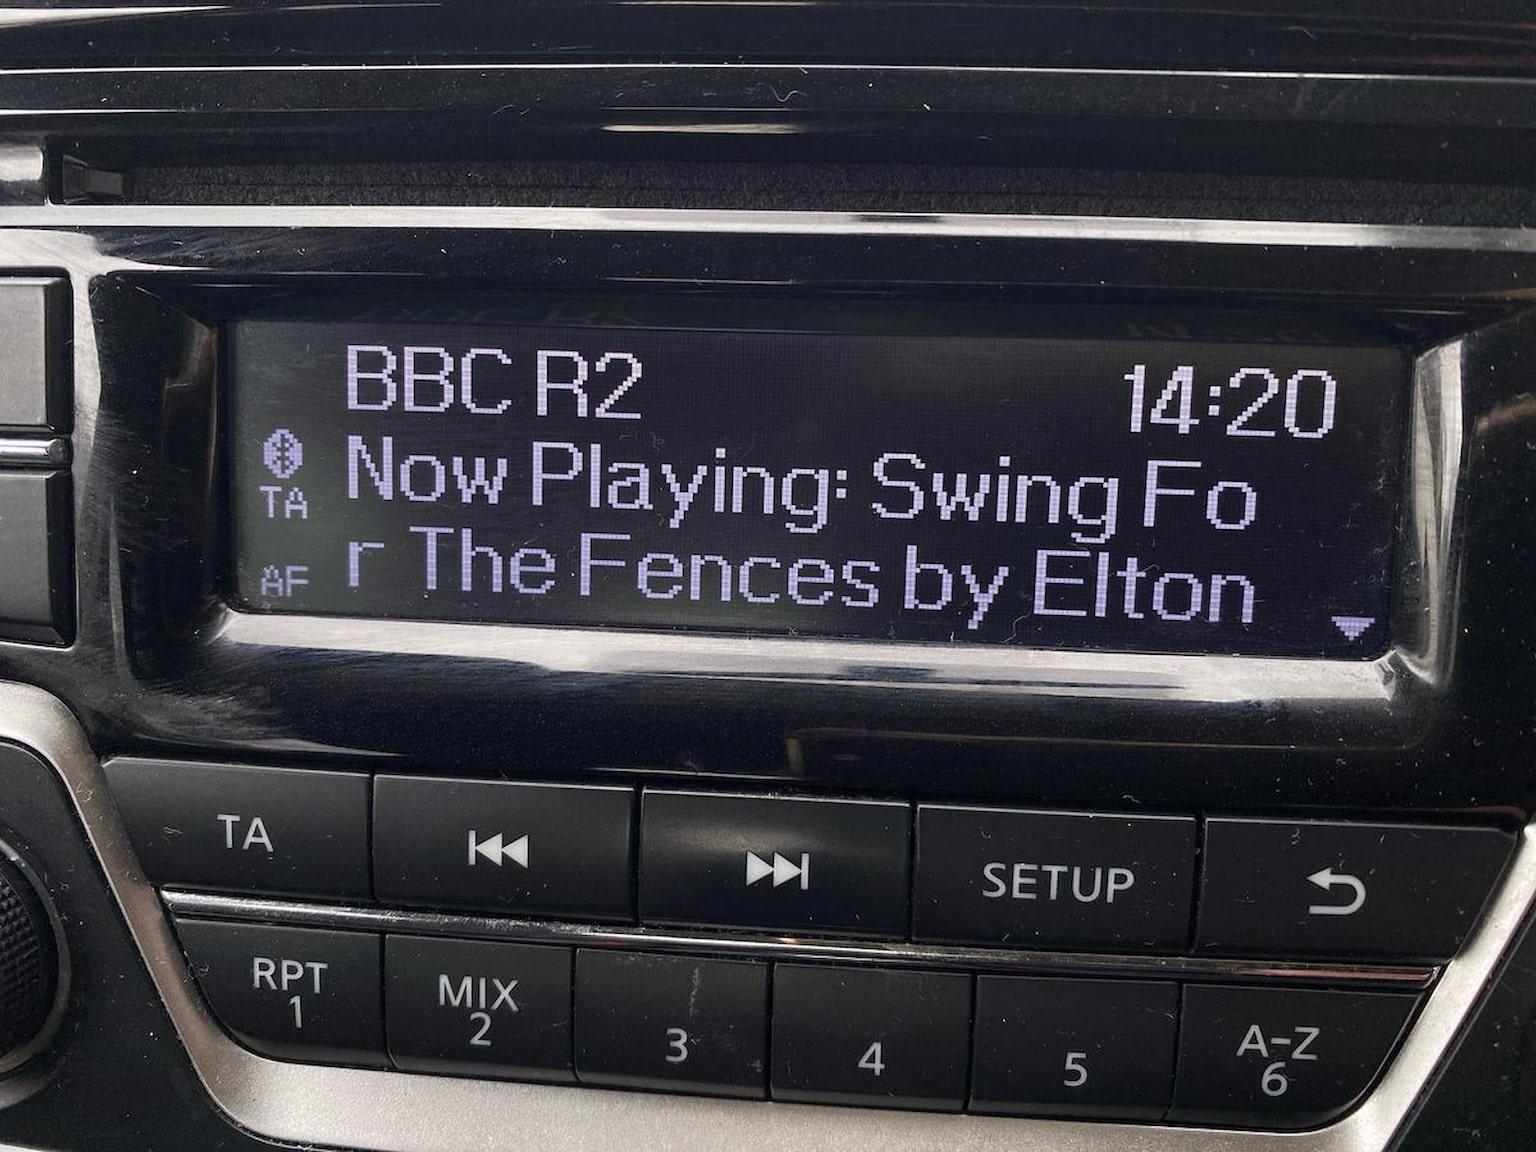 BBC R2 14:20
Now Playing: Swing Fo
r The Fences by Elton
TA
AF
TA SETUP
RPT MIX A-Z
1 2 3 4 5 6